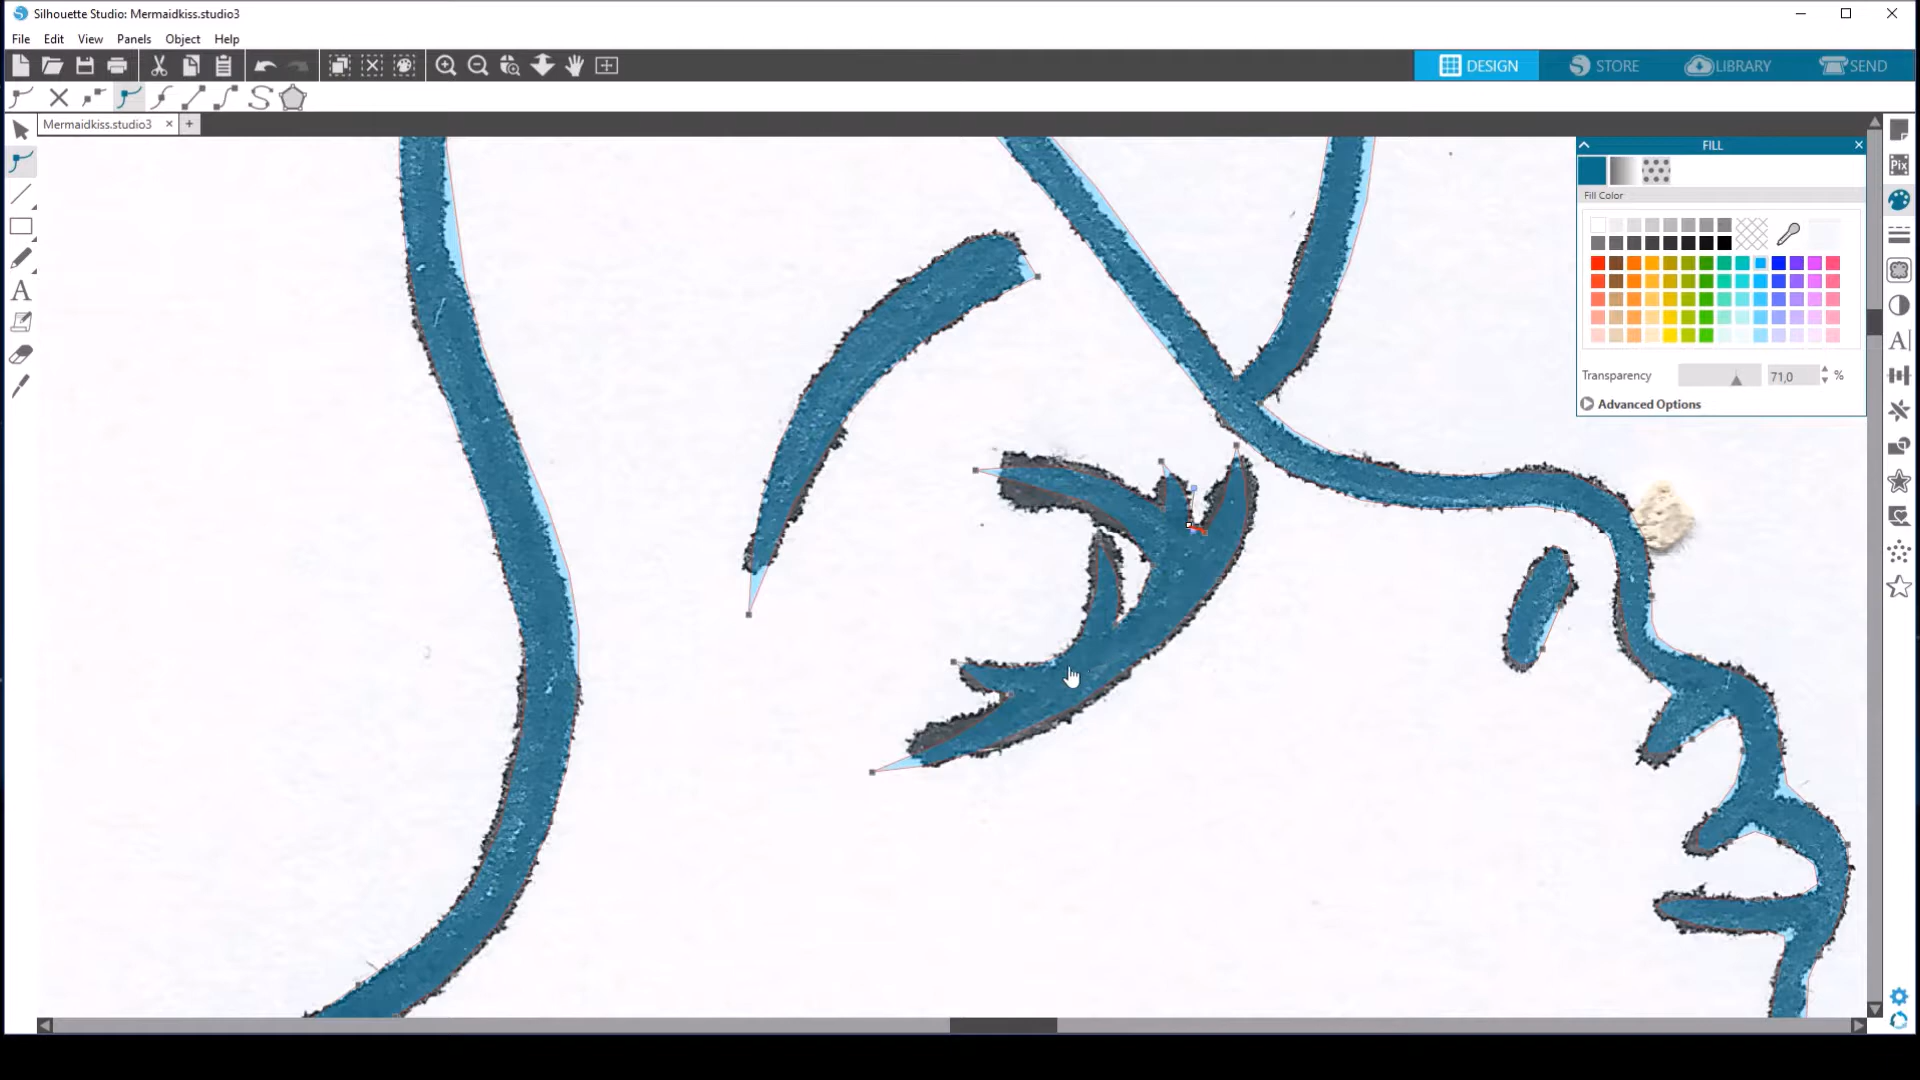 Silhouette Studio: Mermaidkiss.studio3
File Edit View Panels Object Help
DESIGN STORE LIBRARY SEND
Mermaidkiss.studio3
FILL
Fill Color
Transparency 71,0 %
Advanced Options
Pix